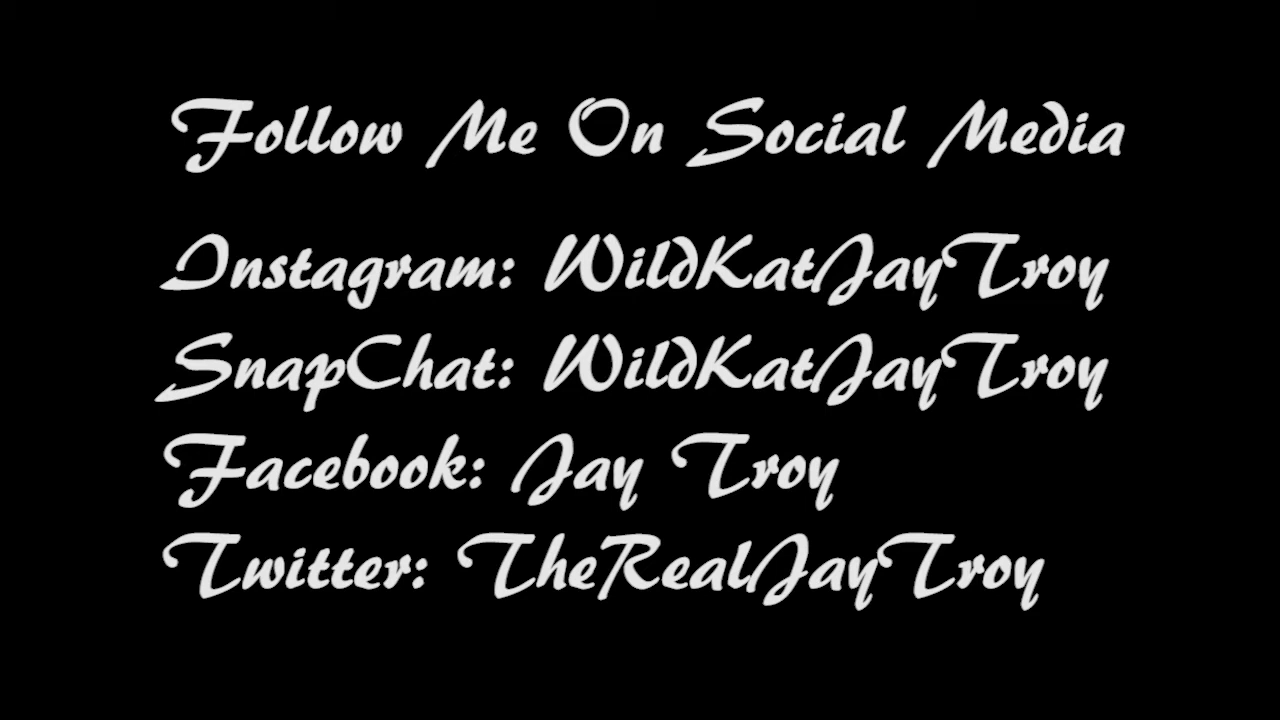 Follow Me On Social Media
Instagram: WildKatJayTroy
SnapChat: WildKatJayTroy
Facebook: Jay Troy
Twitter: TheRealJayTroy